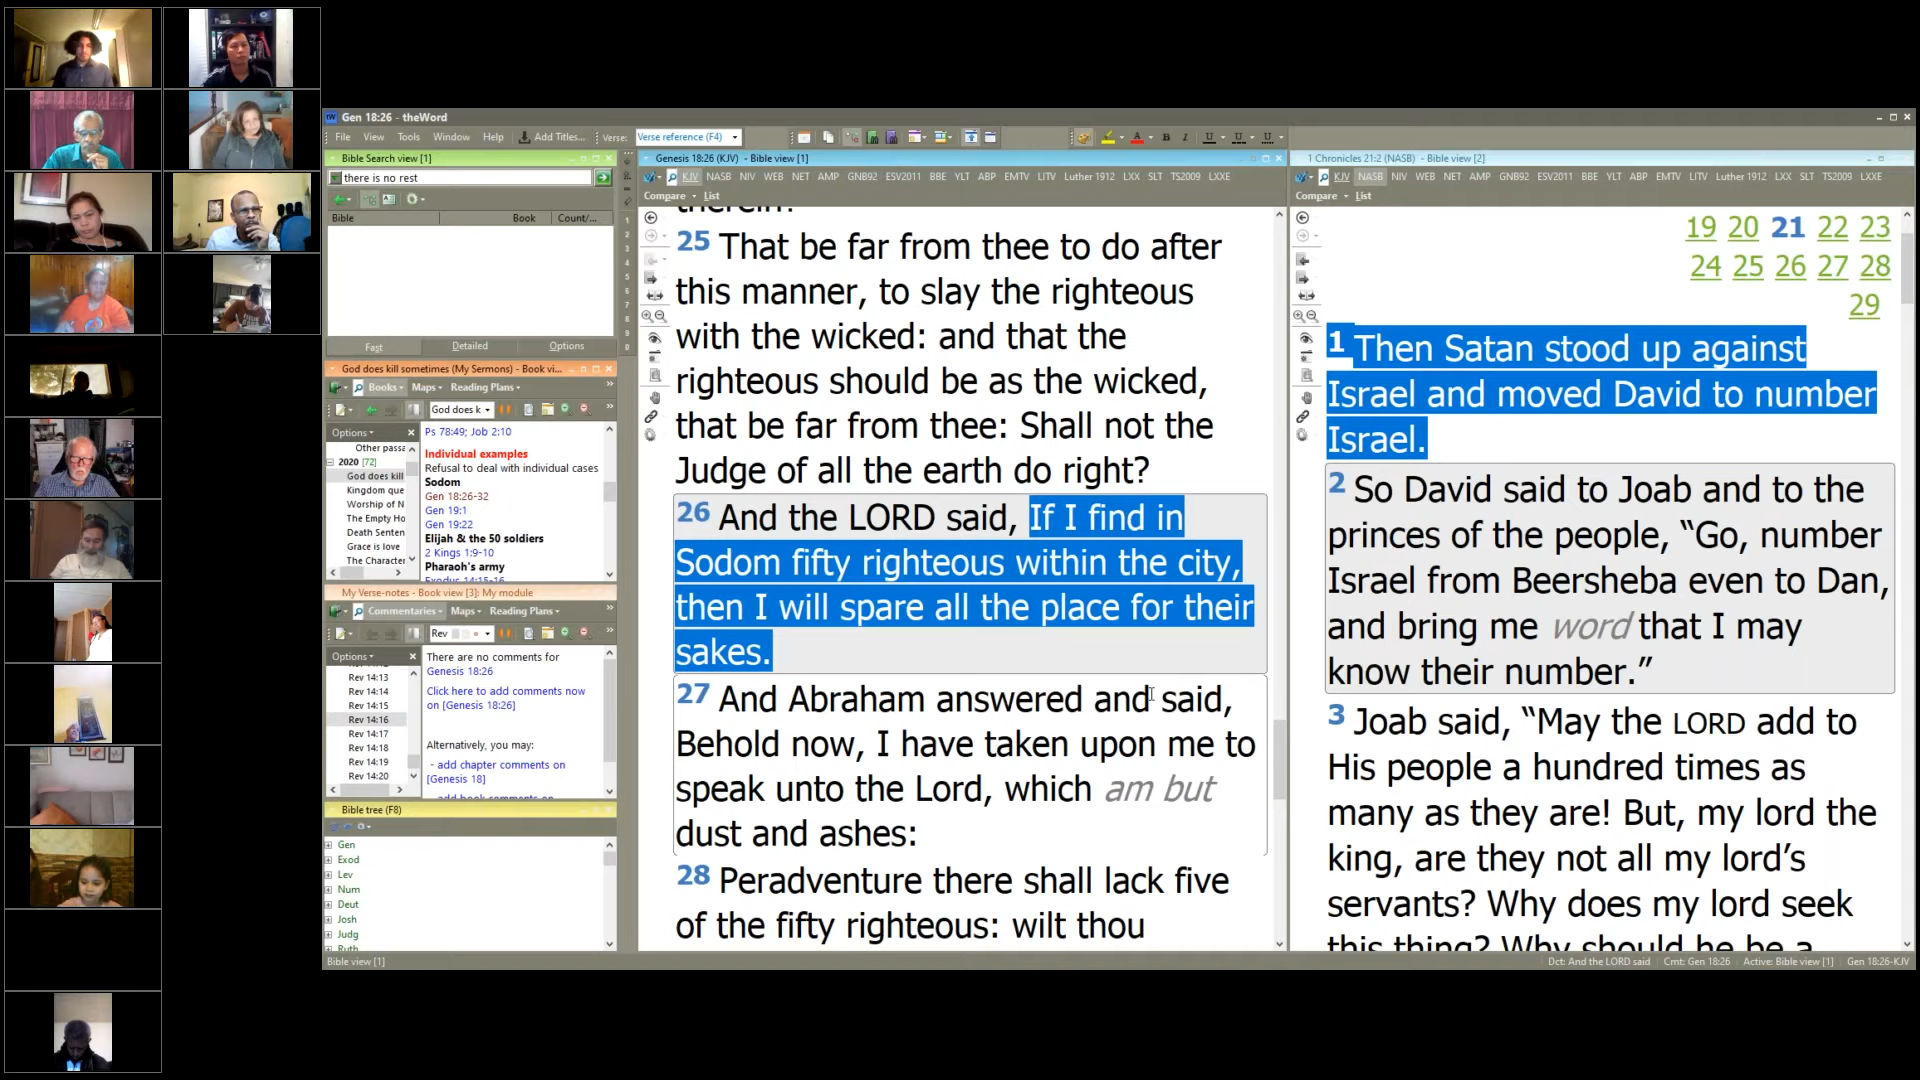 Gen 18:26 - theWord
File View Tools Window Help Add Titles... Verse: Verse reference (F4)
Bible Search view [1]
there is no rest
Bible Book Count/...
Fast Detailed Options
God does kill sometimes (My Sermons) - Book vi...
Books Maps Reading Plans
God does k
Options
Other passa
2020 [72]
God does kill
Kingdom que
Worship of N
The Empty Ho
Death Senten
Grace is love
The Character
Ps 78:49; Job 2:10
Individual examples
Refusal to deal with individual cases
Sodom
Gen 18:26-32
Gen 19:1
Gen 19:22
Elijah & the 50 soldiers
2 Kings 1:9-10
Pharaoh's army
Exodus 14:15-16
My Verse-notes - Book view [3]: My module
Commentaries Maps Reading Plans
Rev
Options
Rev 14:13
Rev 14:14
Rev 14:15
Rev 14:16
Rev 14:17
Rev 14:18
Rev 14:19
Rev 14:20
There are no comments for
Genesis 18:26
Click here to add comments now
on [Genesis 18:26]
Alternatively, you may:
- add chapter comments on
[Genesis 18]
- add book comments on
Bible tree (F8)
Gen
Exod
Lev
Num
Deut
Josh
Judg
Ruth
Genesis 18:26 (KJV) - Bible view [1]
KJV NASB NIV WEB NET AMP GNB92 ESV2011 BBE YLT ABP EMTV LITV Luther 1912 LXX SLT TS2009 LXXE
Compare List
therein?
25 That be far from thee to do after
this manner, to slay the righteous
with the wicked: and that the
righteous should be as the wicked,
that be far from thee: Shall not the
Judge of all the earth do right?
26 And the LORD said, If I find in
Sodom fifty righteous within the city,
then I will spare all the place for their
sakes.
27 And Abraham answered and said,
Behold now, I have taken upon me to
speak unto the Lord, which am but
dust and ashes:
28 Peradventure there shall lack five
of the fifty righteous: wilt thou
1 Chronicles 21:2 (NASB) - Bible view [2]
KJV NASB NIV WEB NET AMP GNB92 ESV2011 BBE YLT ABP EMTV LITV Luther 1912 LXX SLT TS2009 LXXE
Compare List
19 20 21 22 23
24 25 26 27 28
29
1 Then Satan stood up against
Israel and moved David to number
Israel.
2 So David said to Joab and to the
princes of the people, “Go, number
Israel from Beersheba even to Dan,
and bring me word that I may
know their number.”
3 Joab said, “May the LORD add to
His people a hundred times as
many as they are! But, my lord the
king, are they not all my lord’s
servants? Why does my lord seek
this thing? Why should he be a
Bible view [1]
Dct: And the LORD said Cmt: Gen 18:26 Active: Bible view [1] Gen 18:26-KJV